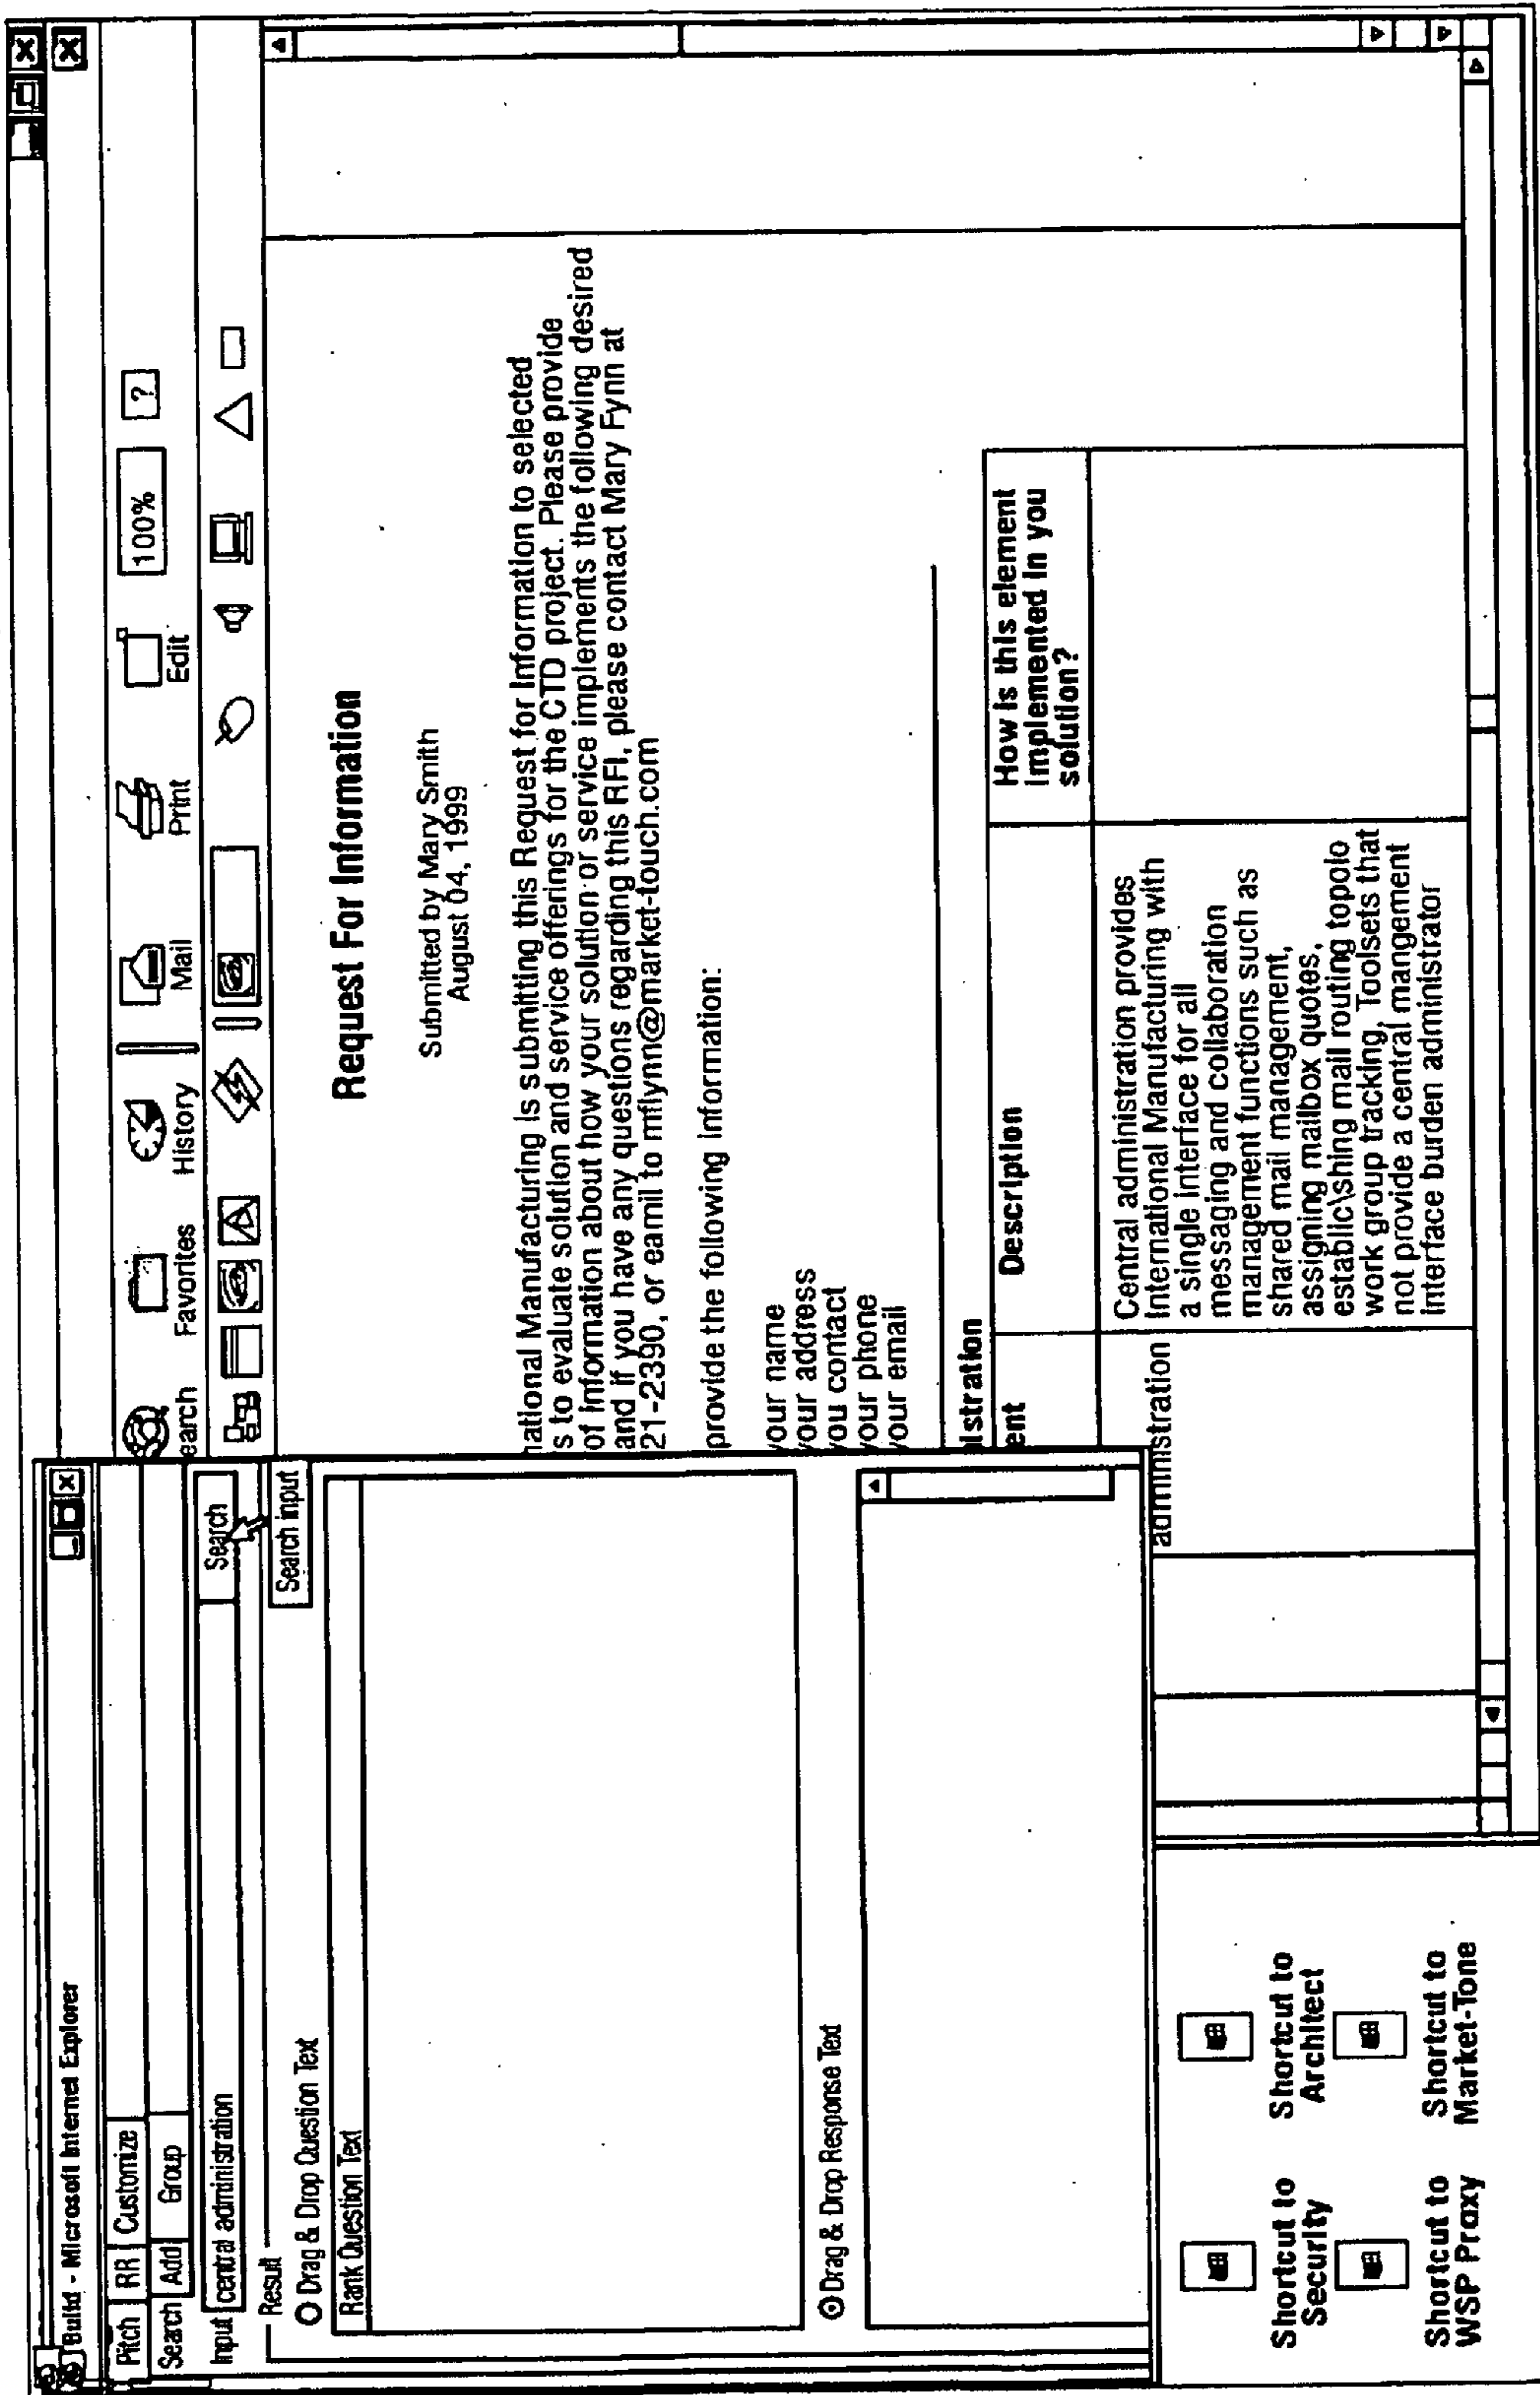 Build - Microsoft Internet Explorer
Pitch RR Customize
Search Add Group
Input central administration Search
Search input
Result
Drag & Drop Question Text
Rank Question Text
Drag & Drop Response Text
Shortcut to
Security
Shortcut to
Architect
Shortcut to
WSP Proxy
Shortcut to
Market-Tone
earch Favorites History Mail Print Edit 100% ?
Request For Information
Submitted by Mary Smith
August 04, 1999
national Manufacturing is submitting this Request for Information to selected
s to evaluate solution and service offerings for the CTD project. Please provide
of information about how your solution or service implements the following desired
and if you have any questions regarding this RFI, please contact Mary Fynn at
21-2390, or eamil to mflynn@market-touch.com
provide the following information:
your name
your address
you contact
your phone
your email
istration
ent Description How is this element
implemented in you
solution?
administration
Central administration provides
International Manufacturing with
a single interface for all
messaging and collaboration
management functions such as
shared mail management,
assigning mailbox quotes,
establic\shing mail routing topolo
work group tracking, Toolsets that
not provide a central mangement
interface burden administrator